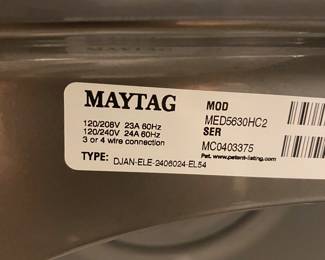 MAYTAG
120/208V 23A 60Hz
120/240V 24A 60Hz
3 or 4 wire connection
TYPE: DJAN-ELE-2406024-EL54
MOD
MED5630HC2
SER
MC0403375
Pat. www.patent-listing.com